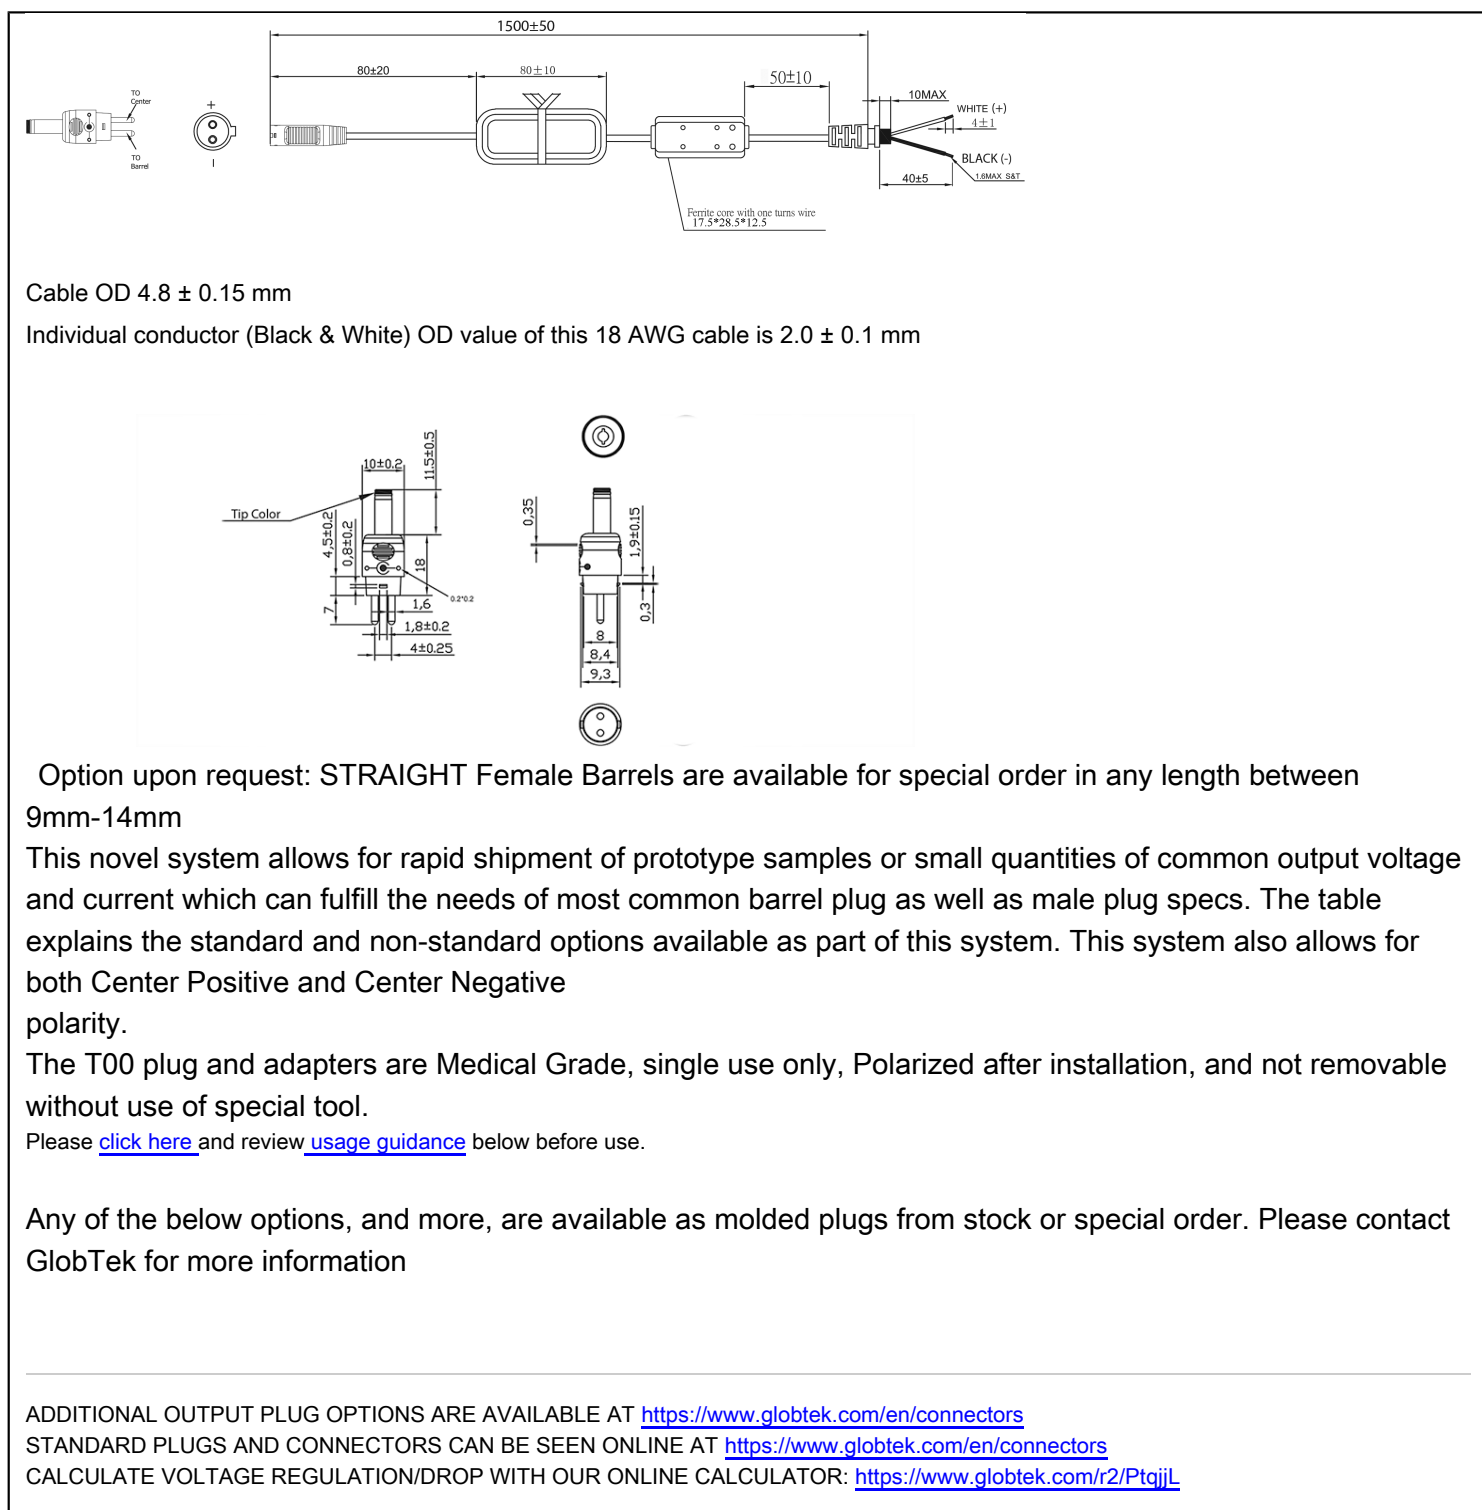 1500±50
80±20
80±10
50±10
10MAX
WHITE (+)
4±1
TO
Center
+
TO
Barrel
BLACK (-)
1.6MAX S&T
40±5
Ferrite core with one turns wire
17.5*28.5*12.5
Cable OD 4.8 ± 0.15 mm
Individual conductor (Black & White) OD value of this 18 AWG cable is 2.0 ± 0.1 mm
10±0.2
11.5±0.5
Tip Color
4,5±0.2
0,8±0.2
18
0.2*0.2
7
1,6
1,8±0.2
4±0.25
0,35
1,9±0.15
0,3
8
8,4
9,3
Option upon request: STRAIGHT Female Barrels are available for special order in any length between
9mm-14mm
This novel system allows for rapid shipment of prototype samples or small quantities of common output voltage
and current which can fulfill the needs of most common barrel plug as well as male plug specs. The table
explains the standard and non-standard options available as part of this system. This system also allows for
both Center Positive and Center Negative
polarity.
The T00 plug and adapters are Medical Grade, single use only, Polarized after installation, and not removable
without use of special tool.
Please click here and review usage guidance below before use.
Any of the below options, and more, are available as molded plugs from stock or special order. Please contact
GlobTek for more information
ADDITIONAL OUTPUT PLUG OPTIONS ARE AVAILABLE AT https://www.globtek.com/en/connectors
STANDARD PLUGS AND CONNECTORS CAN BE SEEN ONLINE AT https://www.globtek.com/en/connectors
CALCULATE VOLTAGE REGULATION/DROP WITH OUR ONLINE CALCULATOR: https://www.globtek.com/r2/PtqjjL